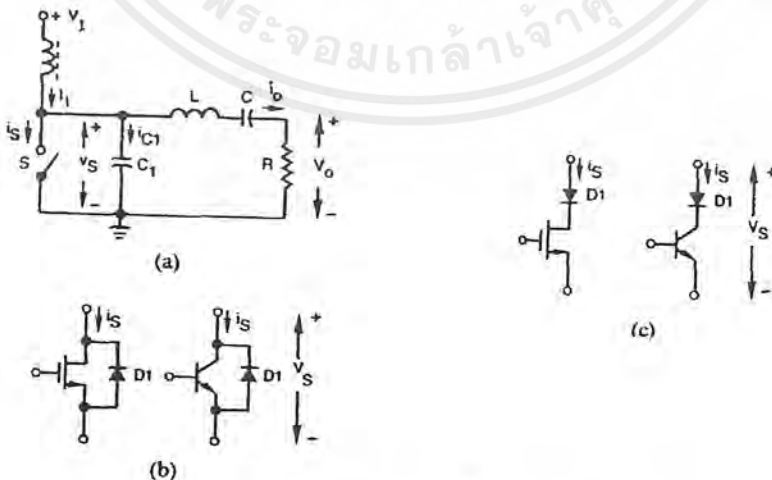 พระจอมเกล้าเจ้าคุ
+ V_I
I_i
L
C
i_o
i_S
+
i_C1
+
S
v_S
C_1
R
V_o
-
-
(a)
i_S
i_S
+
D1
D1
V_S
-
(c)
i_S
i_S
+
D1
D1
V_S
-
(b)